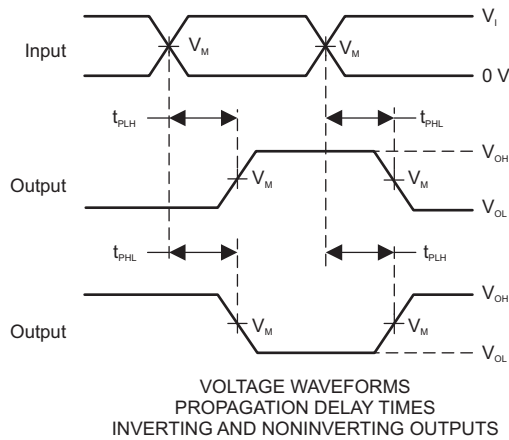 V_I
Input
V_M
V_M
0 V
t_PLH
t_PHL
V_OH
Output
V_M
V_M
V_OL
t_PHL
t_PLH
V_OH
Output
V_M
V_M
V_OL
VOLTAGE WAVEFORMS
PROPAGATION DELAY TIMES
INVERTING AND NONINVERTING OUTPUTS